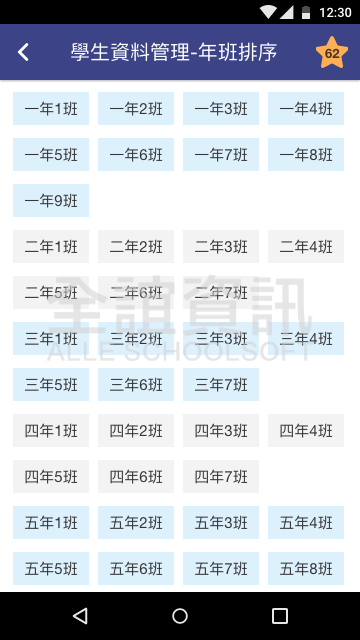 12:30
學生資料管理-年班排序
62
一年1班 一年2班 一年3班 一年4班
一年5班 一年6班 一年7班 一年8班
一年9班
二年1班 二年2班 二年3班 二年4班
二年5班 二年6班 二年7班
全誼資訊
三年1班 三年2班 三年3班 三年4班
ALLE SCHOOLSOFT
三年5班 三年6班 三年7班
四年1班 四年2班 四年3班 四年4班
四年5班 四年6班 四年7班
五年1班 五年2班 五年3班 五年4班
五年5班 五年6班 五年7班 五年8班